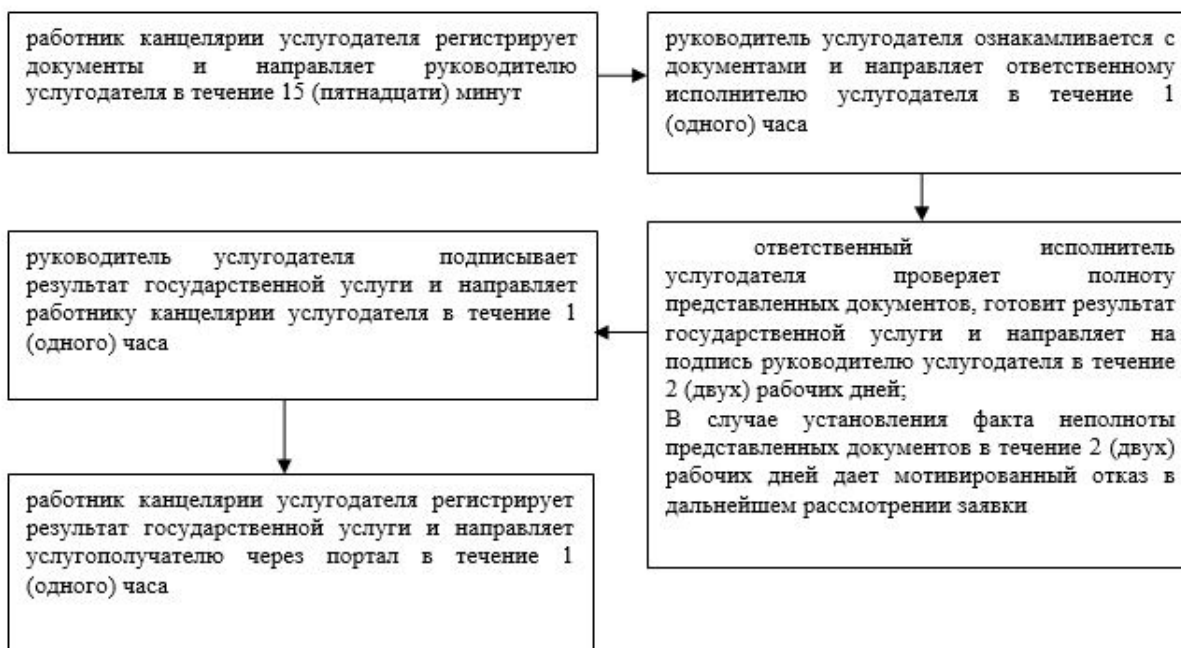 работник канцелярии услугодателя регистрирует
документы и направляет руководителю
услугодателя в течение 15 (пятнадцати) минут
руководитель услугодателя ознакамливается с
документами и направляет ответственному
исполнителю услугодателя в течение 1
(одного) часа
ответственный исполнитель
услугодателя проверяет полноту
представленных документов, готовит результат
государственной услуги и направляет на
подпись руководителю услугодателя в течение
2 (двух) рабочих дней;
В случае установления факта неполноты
представленных документов в течение 2 (двух)
рабочих дней дает мотивированный отказ в
дальнейшем рассмотрении заявки
руководитель услугодателя подписывает
результат государственной услуги и направляет
работнику канцелярии услугодателя в течение 1
(одного) часа
работник канцелярии услугодателя регистрирует
результат государственной услуги и направляет
услугополучателю через портал в течение 1
(одного) часа